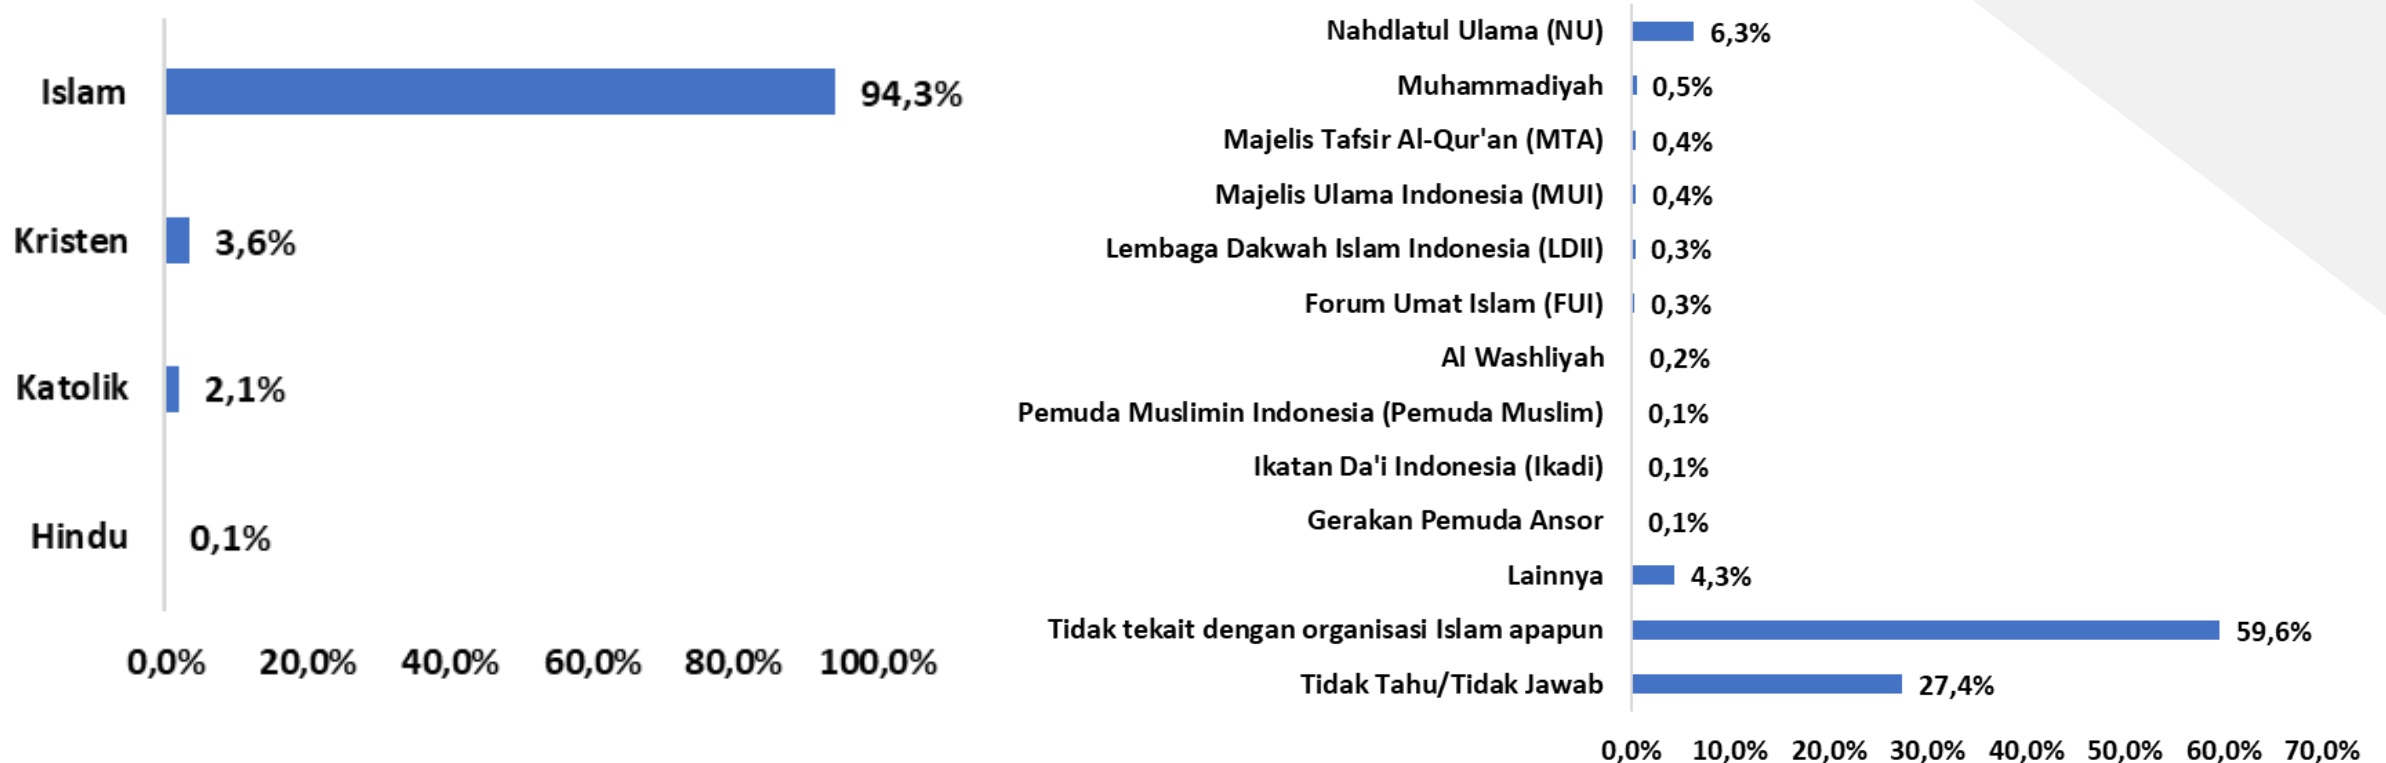 Islam 94,3%
Kristen 3,6%
Katolik 2,1%
Hindu 0,1%
0,0% 20,0% 40,0% 60,0% 80,0% 100,0%
Nahdlatul Ulama (NU) 6,3%
Muhammadiyah 0,5%
Majelis Tafsir Al-Qur'an (MTA) 0,4%
Majelis Ulama Indonesia (MUI) 0,4%
Lembaga Dakwah Islam Indonesia (LDII) 0,3%
Forum Umat Islam (FUI) 0,3%
Al Washliyah 0,2%
Pemuda Muslimin Indonesia (Pemuda Muslim) 0,1%
Ikatan Da'i Indonesia (Ikadi) 0,1%
Gerakan Pemuda Ansor 0,1%
Lainnya 4,3%
Tidak tekait dengan organisasi Islam apapun 59,6%
Tidak Tahu/Tidak Jawab 27,4%
0,0% 10,0% 20,0% 30,0% 40,0% 50,0% 60,0% 70,0%